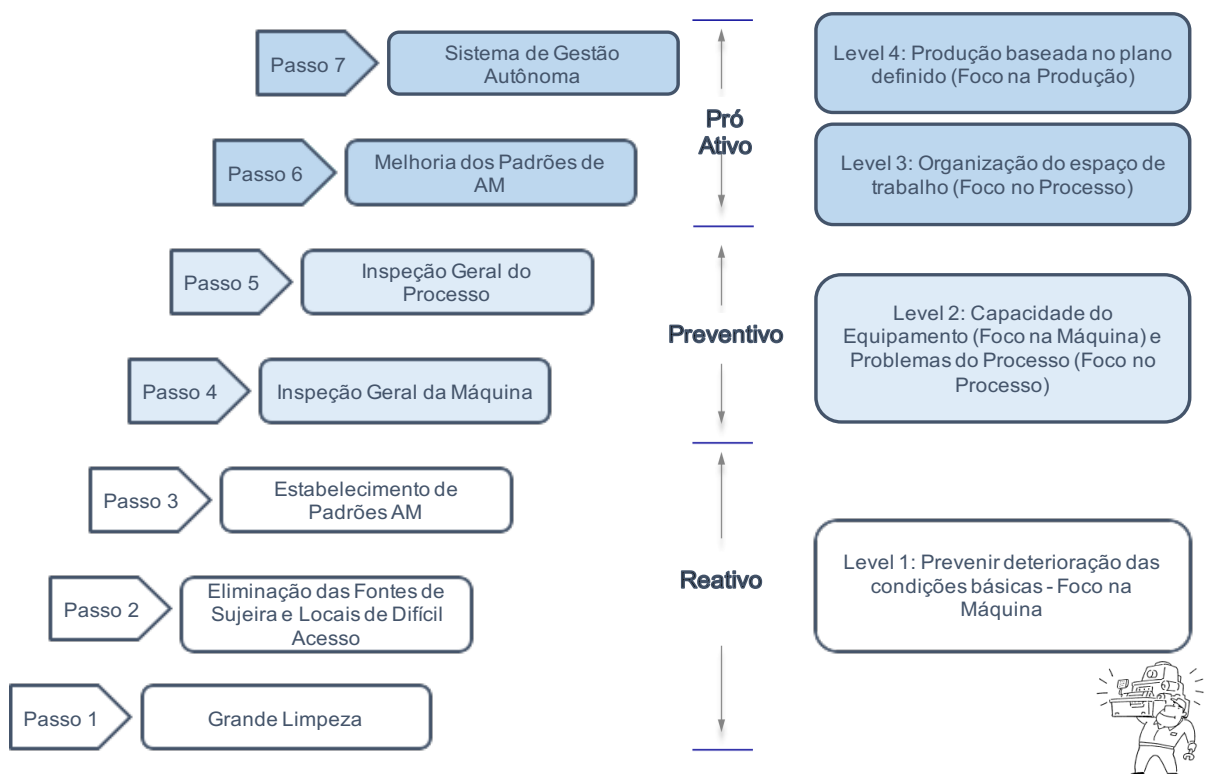 Passo 7
Sistema de Gestão
Autônoma
Pró
Ativo
Level 4: Produção baseada no plano
definido (Foco na Produção)
Passo 6
Melhoria dos Padrões de
AM
Level 3: Organização do espaço de
trabalho (Foco no Processo)
Passo 5
Inspeção Geral do
Processo
Preventivo
Level 2: Capacidade do
Equipamento (Foco na Máquina) e
Problemas do Processo (Foco no
Processo)
Passo 4
Inspeção Geral da Máquina
Passo 3
Estabelecimento de
Padrões AM
Reativo
Level 1: Prevenir deterioração das
condições básicas - Foco na
Máquina
Passo 2
Eliminação das Fontes de
Sujeira e Locais de Difícil
Acesso
Passo 1
Grande Limpeza